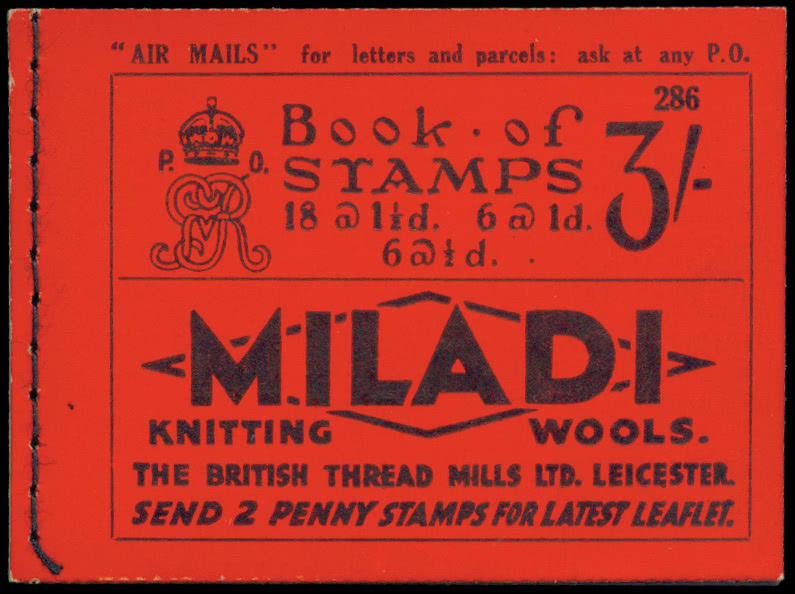 "AIR MAILS" for letters and parcels: ask at any P.O.
286
P. O.
GR
Book · of
STAMPS
3/-
18 @ 1½d. 6 @ 1d.
6 @ ½d.
MILADI
KNITTING WOOLS.
THE BRITISH THREAD MILLS LTD. LEICESTER.
SEND 2 PENNY STAMPS FOR LATEST LEAFLET.